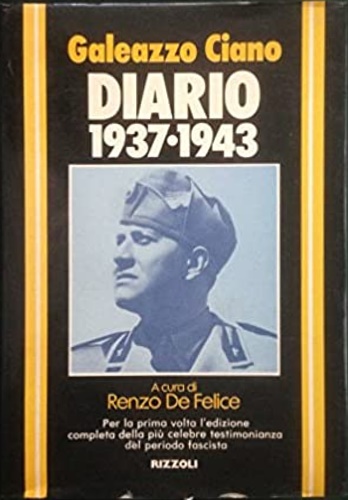 Galeazzo Ciano
DIARIO
1937•1943
A cura di
Renzo De Felice
Per la prima volta l'edizione
completa della più celebre testimonianza
del periodo fascista
RIZZOLI